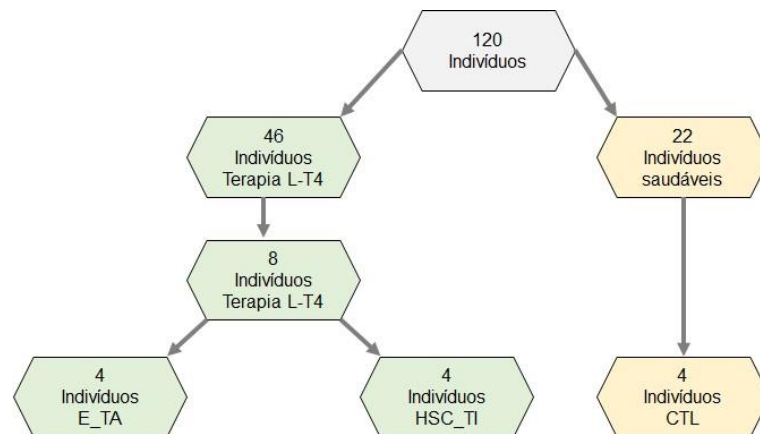 120
Indivíduos
46
Indivíduos
Terapia L-T4
22
Indivíduos
saudáveis
8
Indivíduos
Terapia L-T4
4
Indivíduos
E_TA
4
Indivíduos
HSC_TI
4
Indivíduos
CTL